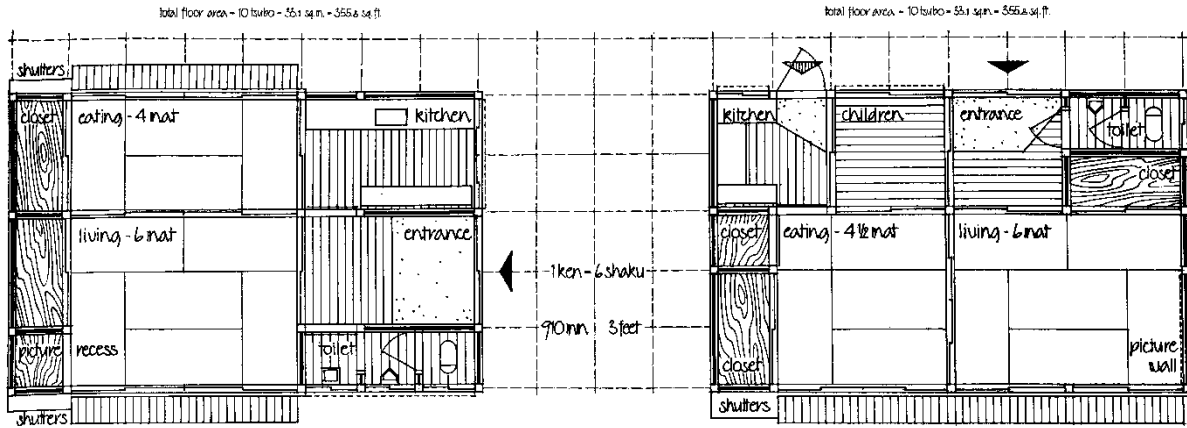 total floor area - 10 tsubo - 33.1 sq.m. - 355.8 sq.ft.
shutters
closet
eating - 4 mat
kitchen
living - 6 mat
entrance
picture recess
toilet
shutters
1 ken - 6 shaku
910 mm 3 feet
total floor area - 10 tsubo - 33.1 sq.m. - 355.8 sq.ft.
kitchen
children
entrance
toilet
closet
closet
eating - 4 1/2 mat
living - 6 mat
closet
picture
wall
shutters